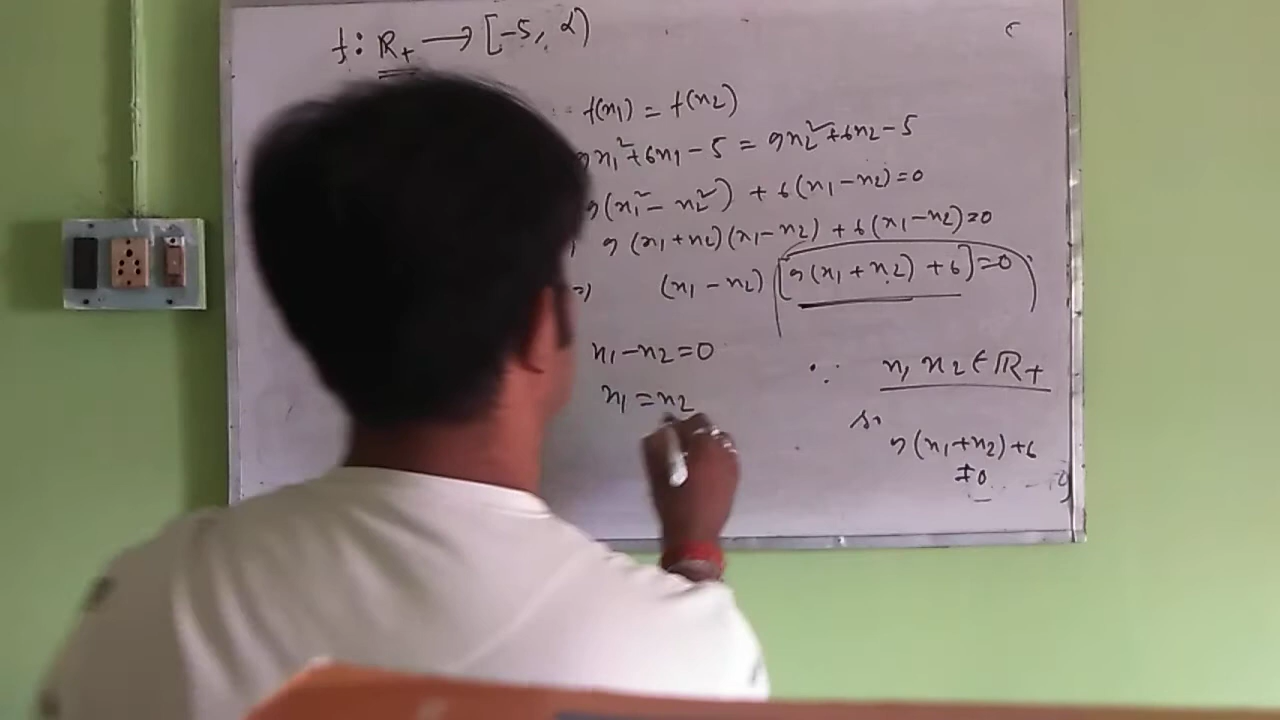 f: R₊ → [-5, ∝)
f(x₁) = f(x₂)
9x₁² + 6x₁ - 5 = 9x₂² + 6x₂ - 5
9(x₁² - x₂²) + 6(x₁ - x₂) = 0
9(x₁ + x₂)(x₁ - x₂) + 6(x₁ - x₂) = 0
(x₁ - x₂) [9(x₁ + x₂) + 6] = 0
x₁ - x₂ = 0
∵ x₁ x₂ ∈ R₊
x₁ = x₂
so
9(x₁ + x₂) + 6
≠ 0